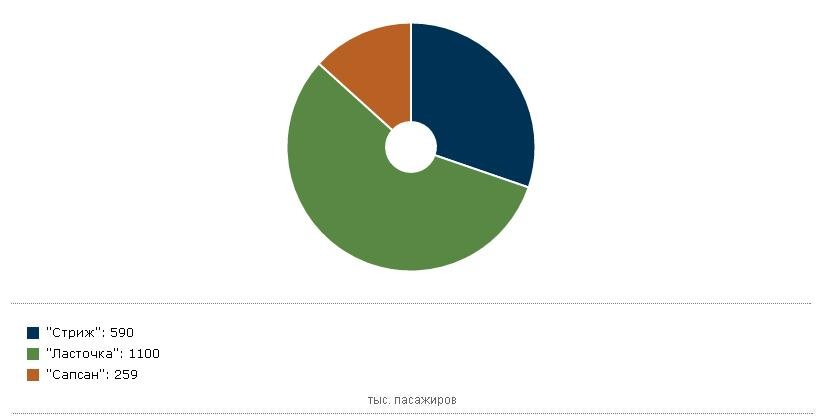 "Стриж": 590
"Ласточка": 1100
"Сапсан": 259
тыс. пасажиров